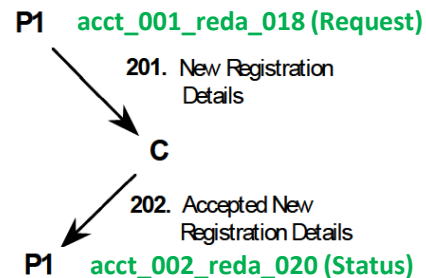 P1 acct_001_reda_018 (Request)
201. New Registration
Details
C
202. Accepted New
Registration Details
P1 acct_002_reda_020 (Status)